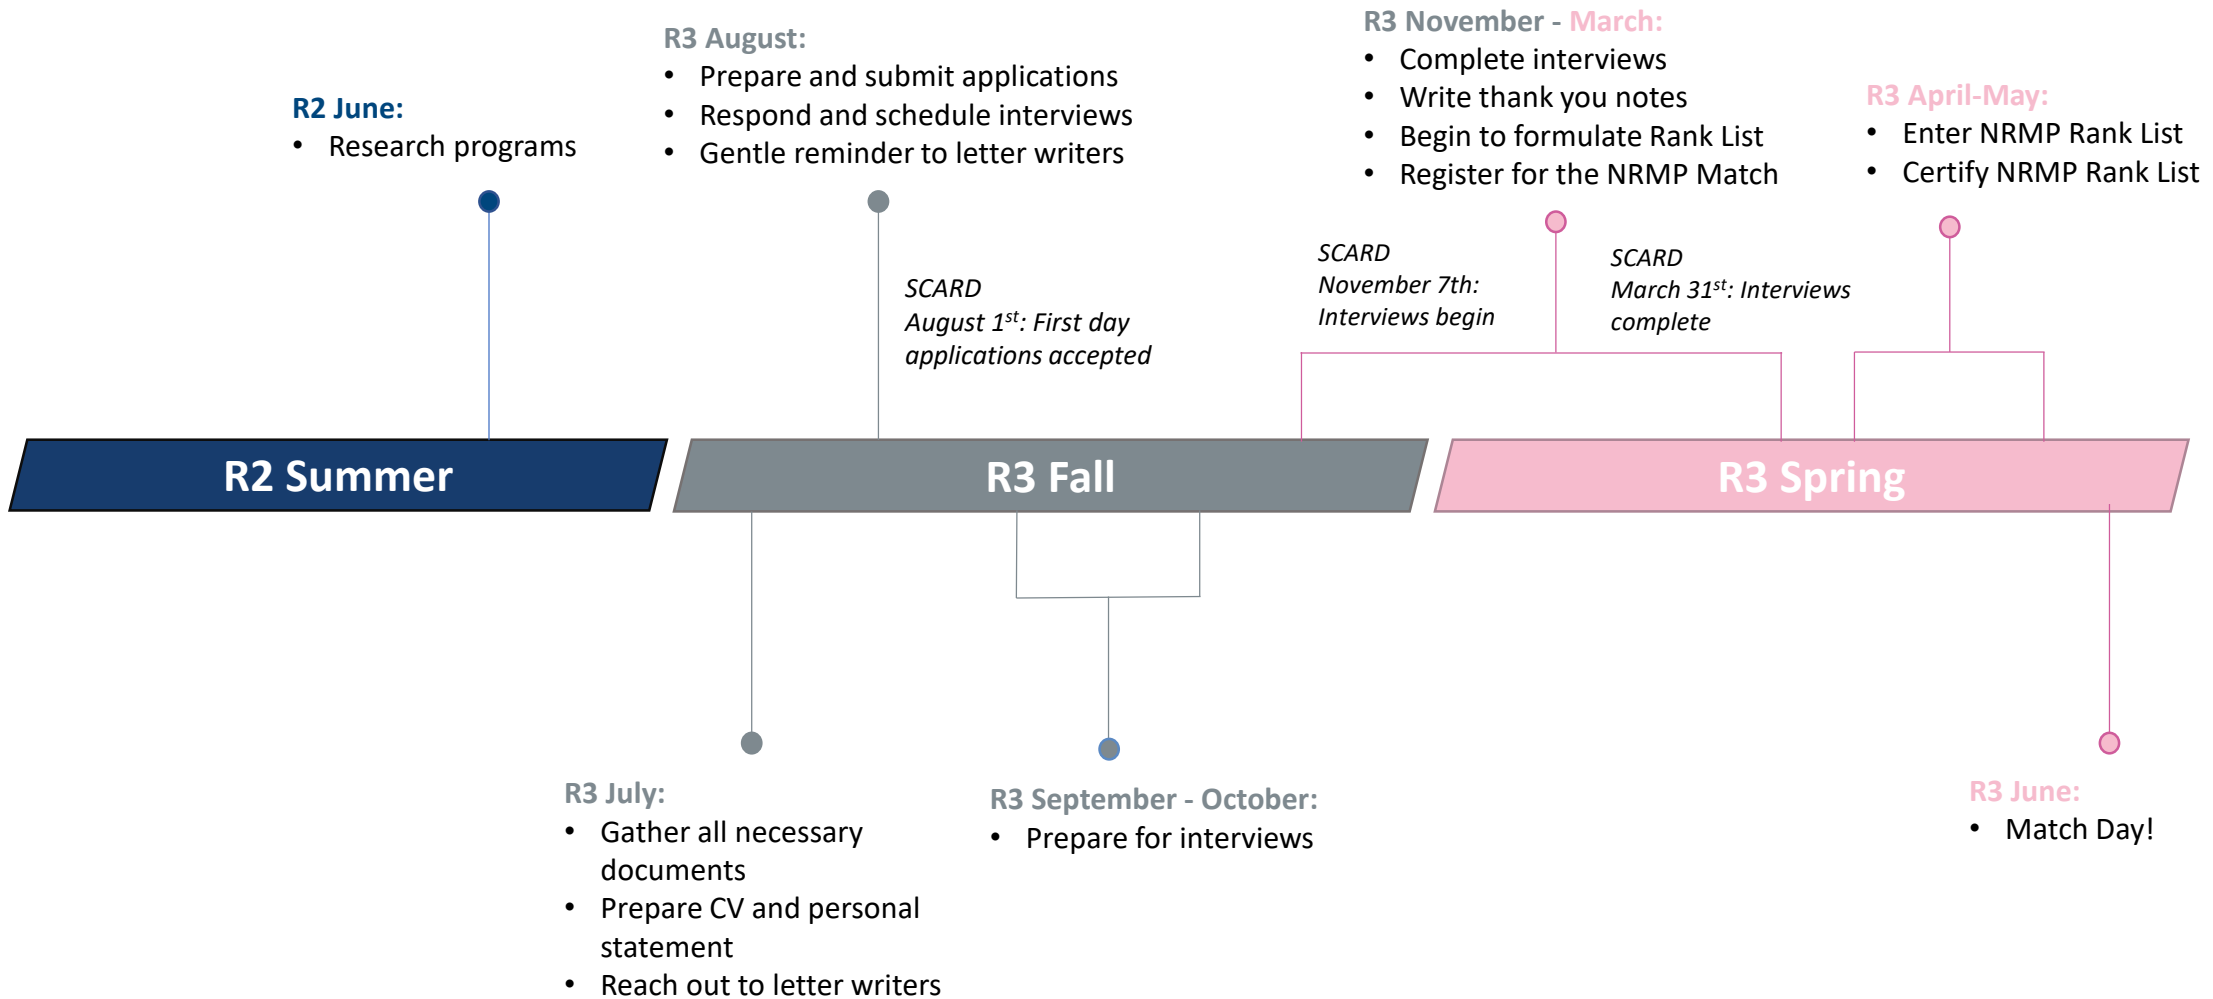 R2 June:
• Research programs
R3 August:
• Prepare and submit applications
• Respond and schedule interviews
• Gentle reminder to letter writers
R3 November - March:
• Complete interviews
• Write thank you notes
• Begin to formulate Rank List
• Register for the NRMP Match
R3 April-May:
• Enter NRMP Rank List
• Certify NRMP Rank List
SCARD
August 1st: First day
applications accepted
SCARD
November 7th:
Interviews begin
SCARD
March 31st: Interviews
complete
R2 Summer
R3 Fall
R3 Spring
R3 July:
• Gather all necessary
documents
• Prepare CV and personal
statement
• Reach out to letter writers
R3 September - October:
• Prepare for interviews
R3 June:
• Match Day!